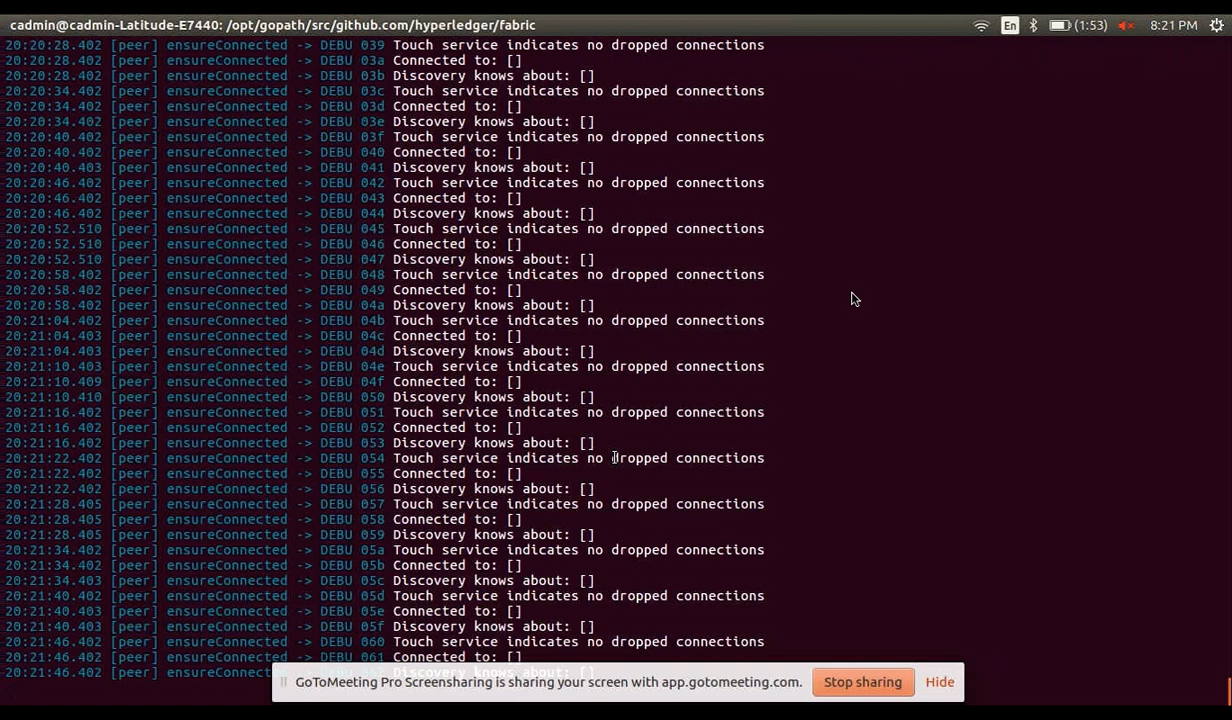 cadmin@cadmin-Latitude-E7440: /opt/gopath/src/github.com/hyperledger/fabric En (1:53) 8:21 PM
20:20:28.402 [peer] ensureConnected -> DEBU 039 Touch service indicates no dropped connections
20:20:28.402 [peer] ensureConnected -> DEBU 03a Connected to: []
20:20:28.402 [peer] ensureConnected -> DEBU 03b Discovery knows about: []
20:20:34.402 [peer] ensureConnected -> DEBU 03c Touch service indicates no dropped connections
20:20:34.402 [peer] ensureConnected -> DEBU 03d Connected to: []
20:20:34.402 [peer] ensureConnected -> DEBU 03e Discovery knows about: []
20:20:40.402 [peer] ensureConnected -> DEBU 03f Touch service indicates no dropped connections
20:20:40.402 [peer] ensureConnected -> DEBU 040 Connected to: []
20:20:40.403 [peer] ensureConnected -> DEBU 041 Discovery knows about: []
20:20:46.402 [peer] ensureConnected -> DEBU 042 Touch service indicates no dropped connections
20:20:46.402 [peer] ensureConnected -> DEBU 043 Connected to: []
20:20:46.402 [peer] ensureConnected -> DEBU 044 Discovery knows about: []
20:20:52.510 [peer] ensureConnected -> DEBU 045 Touch service indicates no dropped connections
20:20:52.510 [peer] ensureConnected -> DEBU 046 Connected to: []
20:20:52.510 [peer] ensureConnected -> DEBU 047 Discovery knows about: []
20:20:58.402 [peer] ensureConnected -> DEBU 048 Touch service indicates no dropped connections
20:20:58.402 [peer] ensureConnected -> DEBU 049 Connected to: []
20:20:58.402 [peer] ensureConnected -> DEBU 04a Discovery knows about: []
20:21:04.402 [peer] ensureConnected -> DEBU 04b Touch service indicates no dropped connections
20:21:04.403 [peer] ensureConnected -> DEBU 04c Connected to: []
20:21:04.403 [peer] ensureConnected -> DEBU 04d Discovery knows about: []
20:21:10.403 [peer] ensureConnected -> DEBU 04e Touch service indicates no dropped connections
20:21:10.409 [peer] ensureConnected -> DEBU 04f Connected to: []
20:21:10.410 [peer] ensureConnected -> DEBU 050 Discovery knows about: []
20:21:16.402 [peer] ensureConnected -> DEBU 051 Touch service indicates no dropped connections
20:21:16.402 [peer] ensureConnected -> DEBU 052 Connected to: []
20:21:16.402 [peer] ensureConnected -> DEBU 053 Discovery knows about: []
20:21:22.402 [peer] ensureConnected -> DEBU 054 Touch service indicates no dropped connections
20:21:22.402 [peer] ensureConnected -> DEBU 055 Connected to: []
20:21:22.402 [peer] ensureConnected -> DEBU 056 Discovery knows about: []
20:21:28.405 [peer] ensureConnected -> DEBU 057 Touch service indicates no dropped connections
20:21:28.405 [peer] ensureConnected -> DEBU 058 Connected to: []
20:21:28.405 [peer] ensureConnected -> DEBU 059 Discovery knows about: []
20:21:34.402 [peer] ensureConnected -> DEBU 05a Touch service indicates no dropped connections
20:21:34.402 [peer] ensureConnected -> DEBU 05b Connected to: []
20:21:34.403 [peer] ensureConnected -> DEBU 05c Discovery knows about: []
20:21:40.402 [peer] ensureConnected -> DEBU 05d Touch service indicates no dropped connections
20:21:40.403 [peer] ensureConnected -> DEBU 05e Connected to: []
20:21:40.403 [peer] ensureConnected -> DEBU 05f Discovery knows about: []
20:21:46.402 [peer] ensureConnected -> DEBU 060 Touch service indicates no dropped connections
20:21:46.402 [peer] ensureConnected -> DEBU 061 Connected to: []
20:21:46.402 [peer] ensureConnect
GoToMeeting Pro Screensharing is sharing your screen with app.gotomeeting.com. Stop sharing Hide